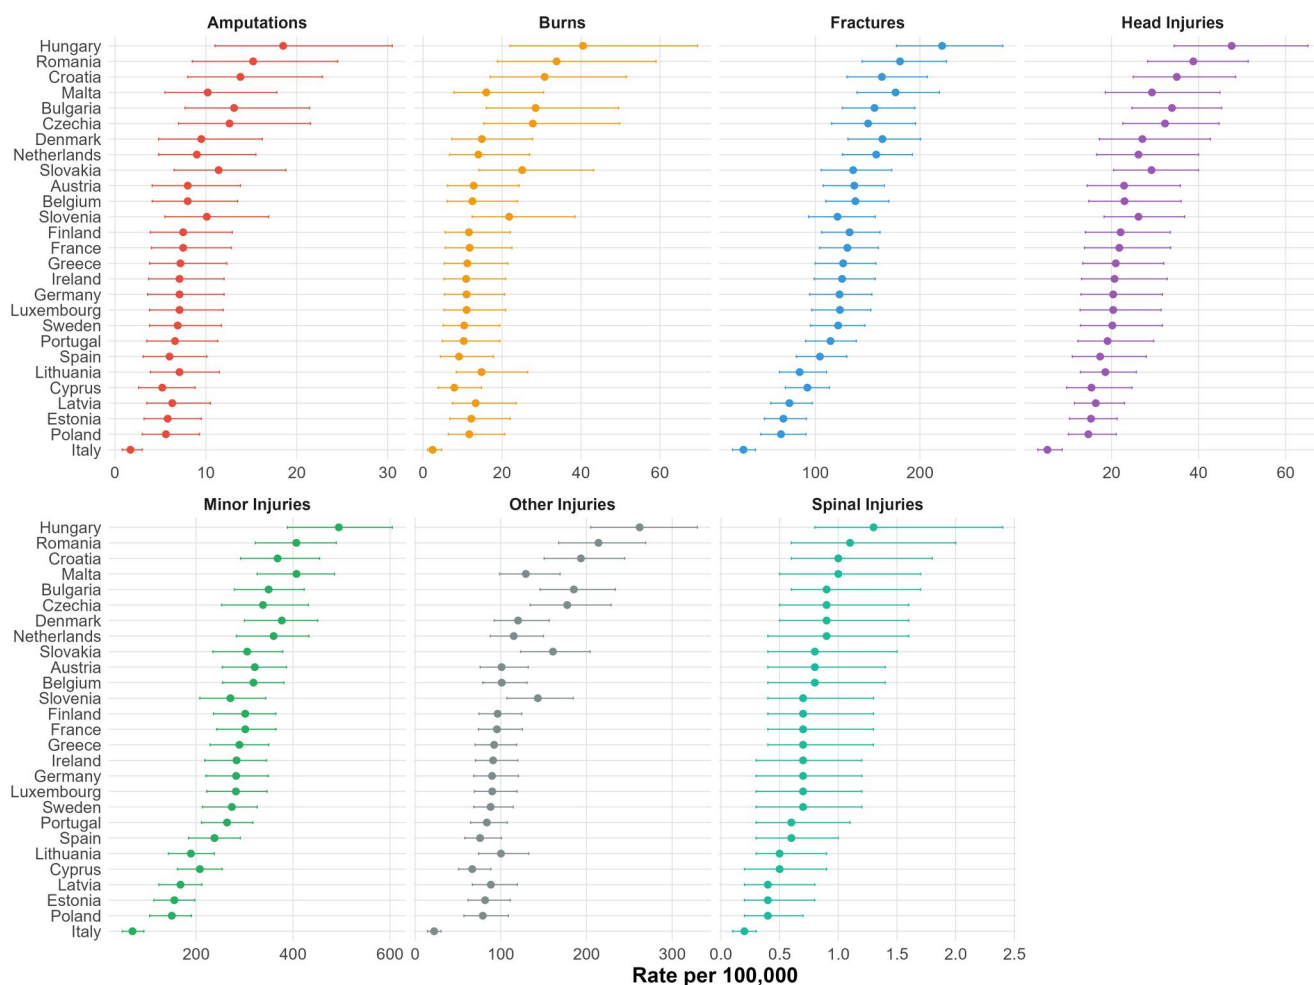 Amputations Burns Fractures Head Injuries
Hungary
Romania
Croatia
Malta
Bulgaria
Czechia
Denmark
Netherlands
Slovakia
Austria
Belgium
Slovenia
Finland
France
Greece
Ireland
Germany
Luxembourg
Sweden
Portugal
Spain
Lithuania
Cyprus
Latvia
Estonia
Poland
Italy
0 10 20 30 0 20 40 60 100 200 20 40 60
Minor Injuries Other Injuries Spinal Injuries
Hungary
Romania
Croatia
Malta
Bulgaria
Czechia
Denmark
Netherlands
Slovakia
Austria
Belgium
Slovenia
Finland
France
Greece
Ireland
Germany
Luxembourg
Sweden
Portugal
Spain
Lithuania
Cyprus
Latvia
Estonia
Poland
Italy
200 400 600 0 100 200 300 0.0 0.5 1.0 1.5 2.0 2.5
Rate per 100,000